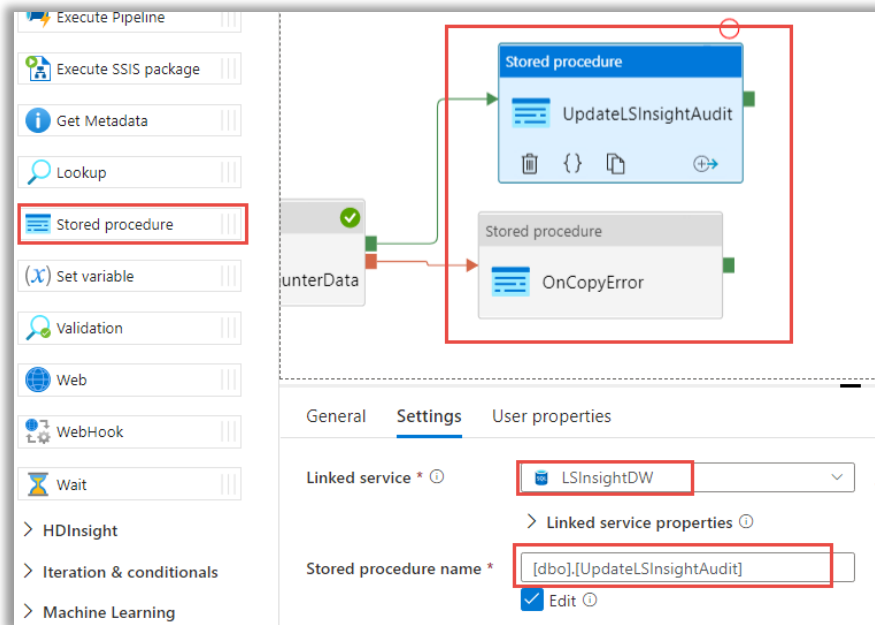 Execute Pipeline
Execute SSIS package
Get Metadata
Lookup
Stored procedure
(x) Set variable
Validation
Web
WebHook
Wait
HDInsight
Iteration & conditionals
Machine Learning
Stored procedure
UpdateLSInsightAudit
{}
unterData
Stored procedure
OnCopyError
General Settings User properties
Linked service * LSInsightDW
Linked service properties
Stored procedure name * [dbo].[UpdateLSInsightAudit]
Edit